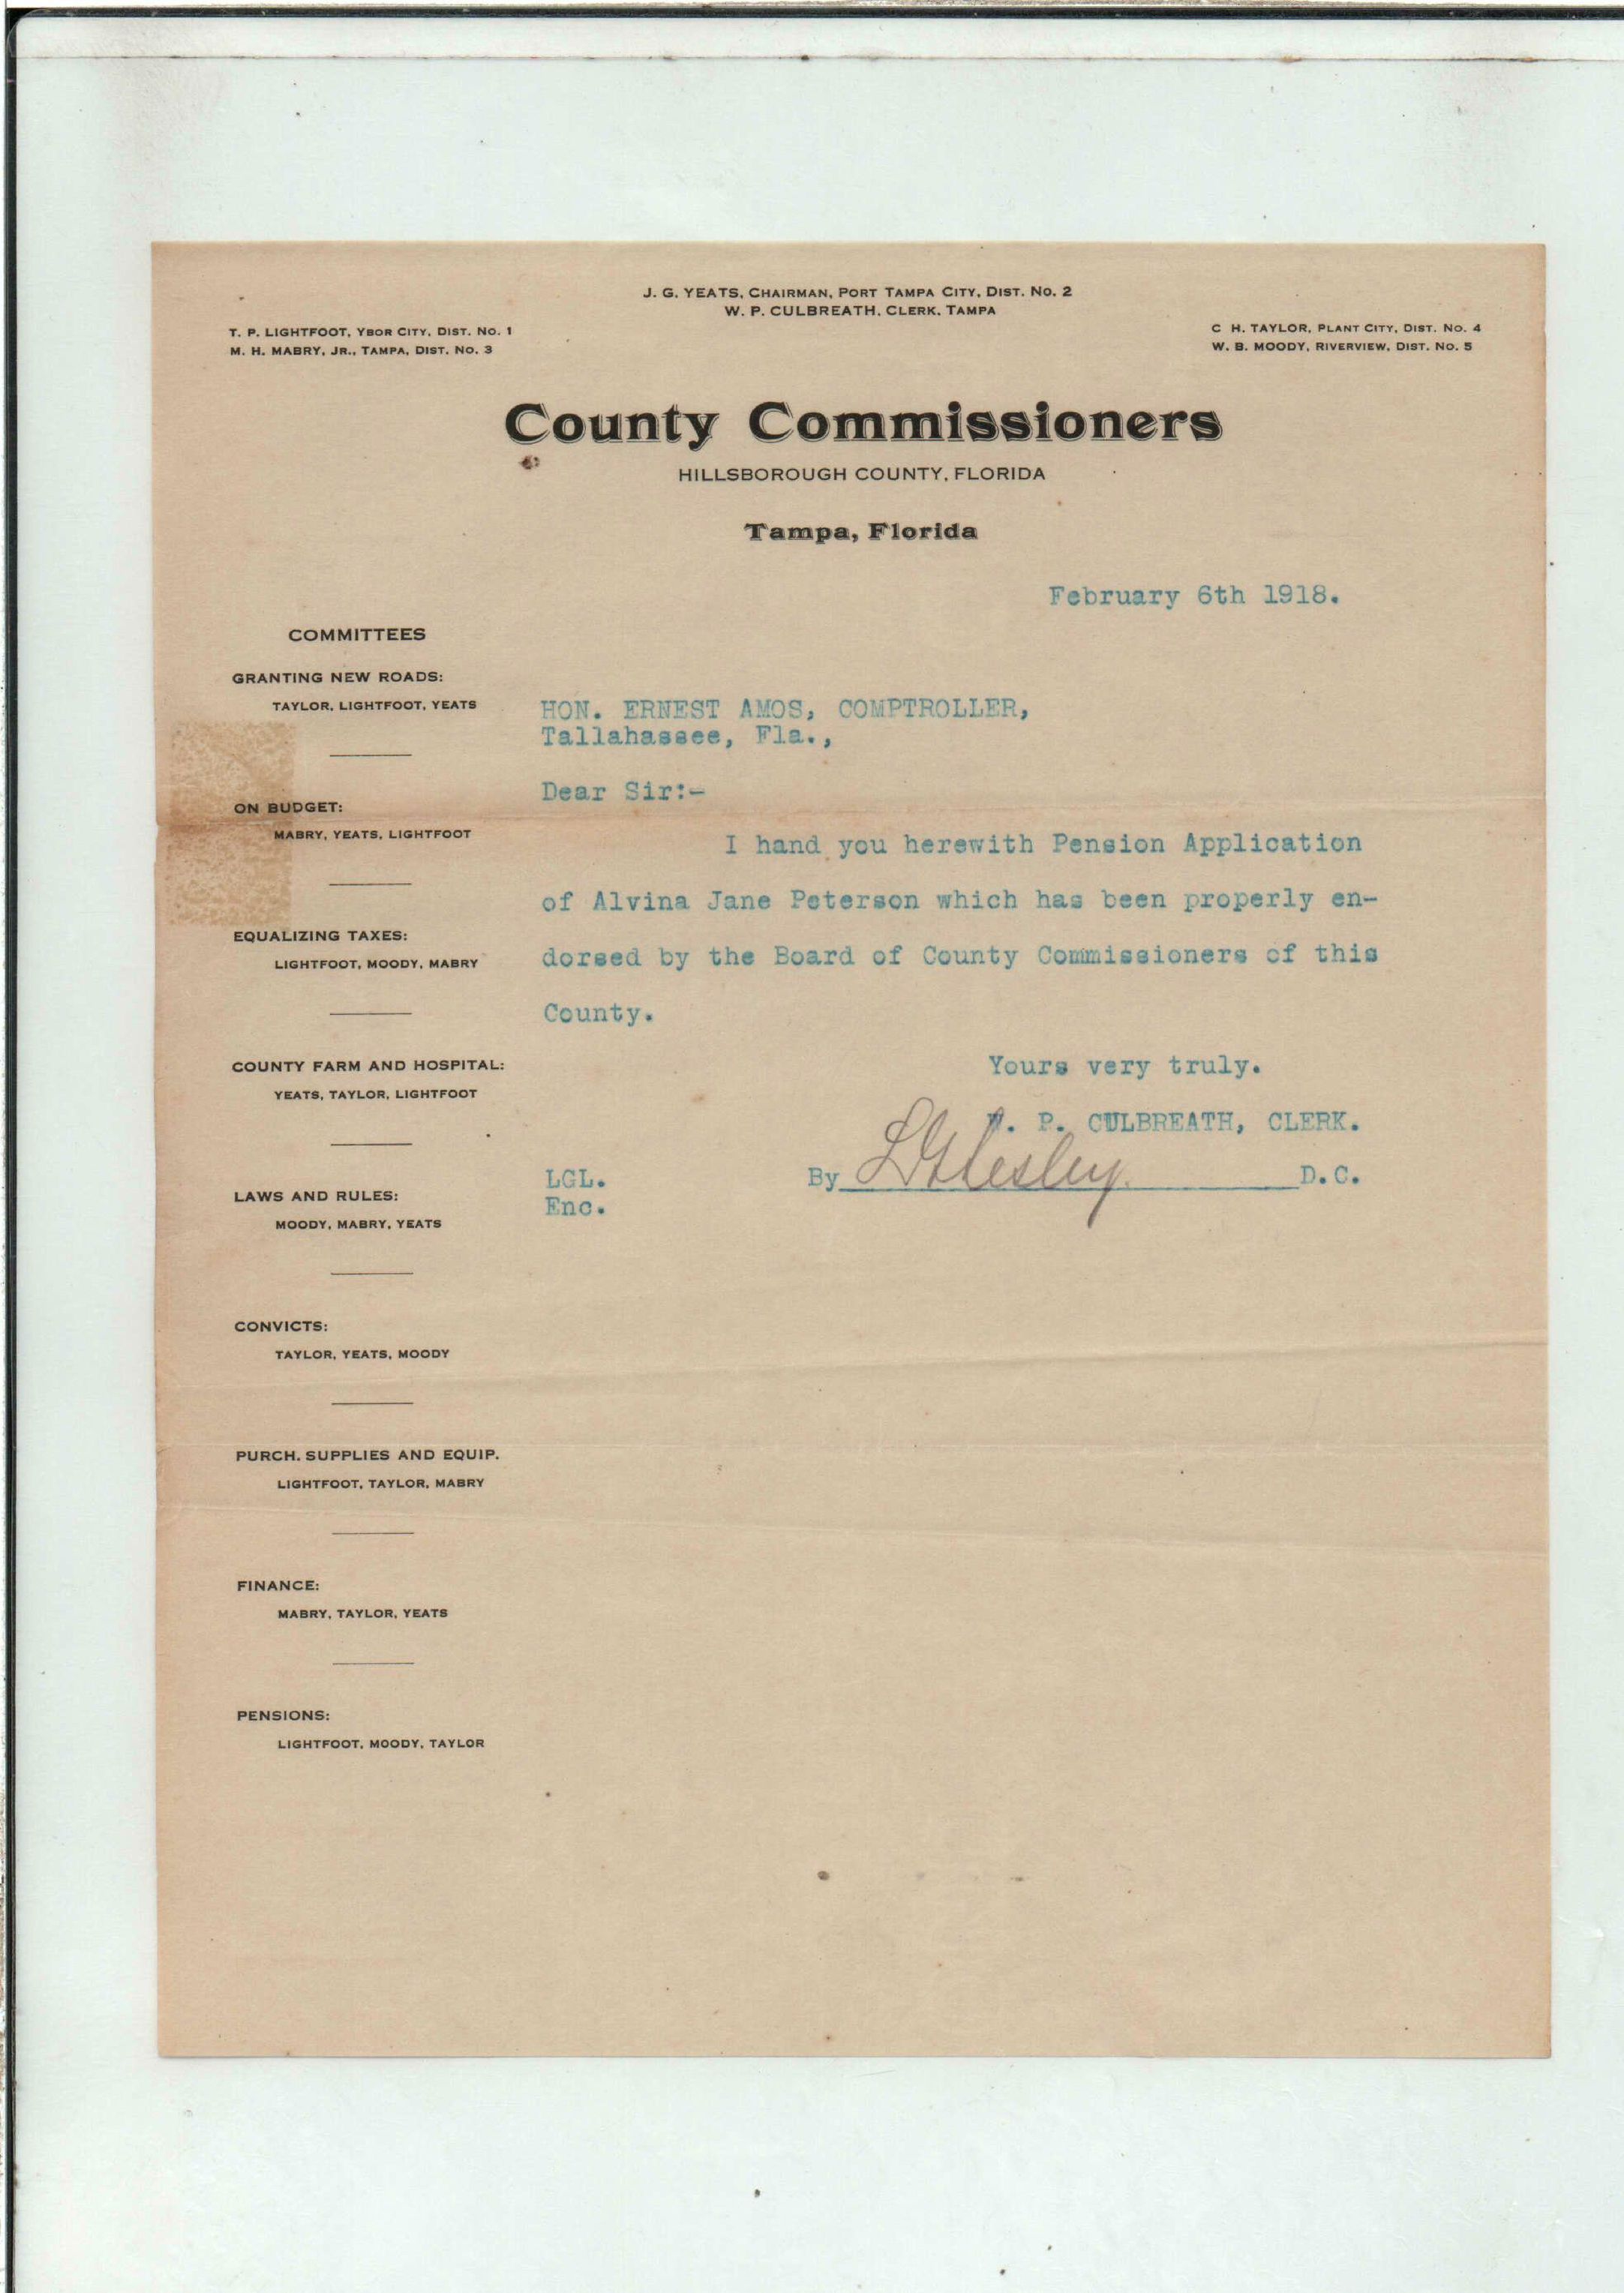 J. G. YEATS, CHAIRMAN, PORT TAMPA CITY, DIST. NO. 2
W. P. CULBREATH, CLERK, TAMPA
T. P. LIGHTFOOT, YBOR CITY, DIST. NO. 1
M. H. MABRY, JR., TAMPA, DIST. NO. 3
C H. TAYLOR, PLANT CITY, DIST. NO. 4
W. B. MOODY, RIVERVIEW, DIST. NO. 5
County Commissioners
HILLSBOROUGH COUNTY, FLORIDA
Tampa, Florida
February 6th 1918.
COMMITTEES
GRANTING NEW ROADS:
TAYLOR, LIGHTFOOT, YEATS
ON BUDGET:
MABRY, YEATS, LIGHTFOOT
EQUALIZING TAXES:
LIGHTFOOT, MOODY, MABRY
COUNTY FARM AND HOSPITAL:
YEATS, TAYLOR, LIGHTFOOT
LAWS AND RULES:
MOODY, MABRY, YEATS
CONVICTS:
TAYLOR, YEATS, MOODY
PURCH. SUPPLIES AND EQUIP.
LIGHTFOOT, TAYLOR, MABRY
FINANCE:
MABRY, TAYLOR, YEATS
PENSIONS:
LIGHTFOOT, MOODY, TAYLOR
HON. ERNEST AMOS, COMPTROLLER,
Tallahassee, Fla.,
Dear Sir:-
I hand you herewith Pension Application
of Alvina Jane Peterson which has been properly en-
dorsed by the Board of County Commissioners of this
County.
Yours very truly.
W. P. CULBREATH, CLERK.
By L G Lesley D.C.
LGL.
Enc.